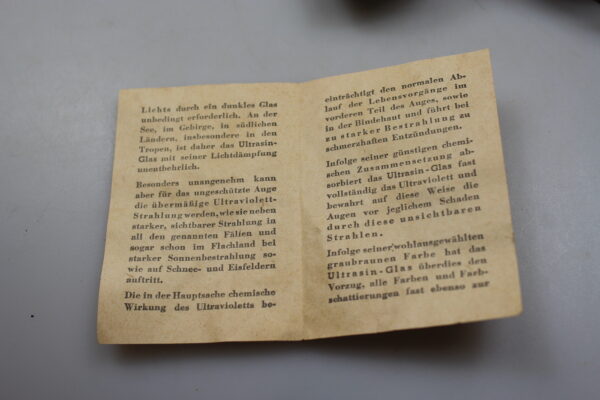 Lichts durch ein dunkles Glas
unbedingt erforderlich. An der
See, im Gebirge, in südlichen
Ländern, insbesondere in den
Tropen, ist daher das Ultrasin-
Glas mit seiner Lichtdämpfung
unentbehrlich.
Besonders unangenehm kann
aber für das ungeschützte Auge
die übermäßige Ultraviolett-
Strahlung werden, wie sie neben
starker, sichtbarer Strahlung in
all den genannten Fällen und
sogar schon im Flachland bei
starker Sonnenbestrahlung so-
wie auf Schnee- und Eisfeldern
auftritt.
Die in der Hauptsache chemische
Wirkung des Ultravioletts be-
einträchtigt den normalen Ab-
lauf der Lebensvorgänge im
vorderen Teil des Auges, sowie
in der Bindehaut und führt bei
zu starker Bestrahlung zu
schmerzhaften Entzündungen.
Infolge seiner günstigen chemi-
schen Zusammensetzung ab-
sorbiert das Ultrasin-Glas fast
vollständig das Ultraviolett und
bewahrt auf diese Weise die
Augen vor jeglichem Schaden
durch diese unsichtbaren
Strahlen.
Infolge seiner wohlausgewählten
graubraunen Farbe hat das
Ultrasin-Glas überdies den
Vorzug, alle Farben und Farb-
schattierungen fast ebenso zur